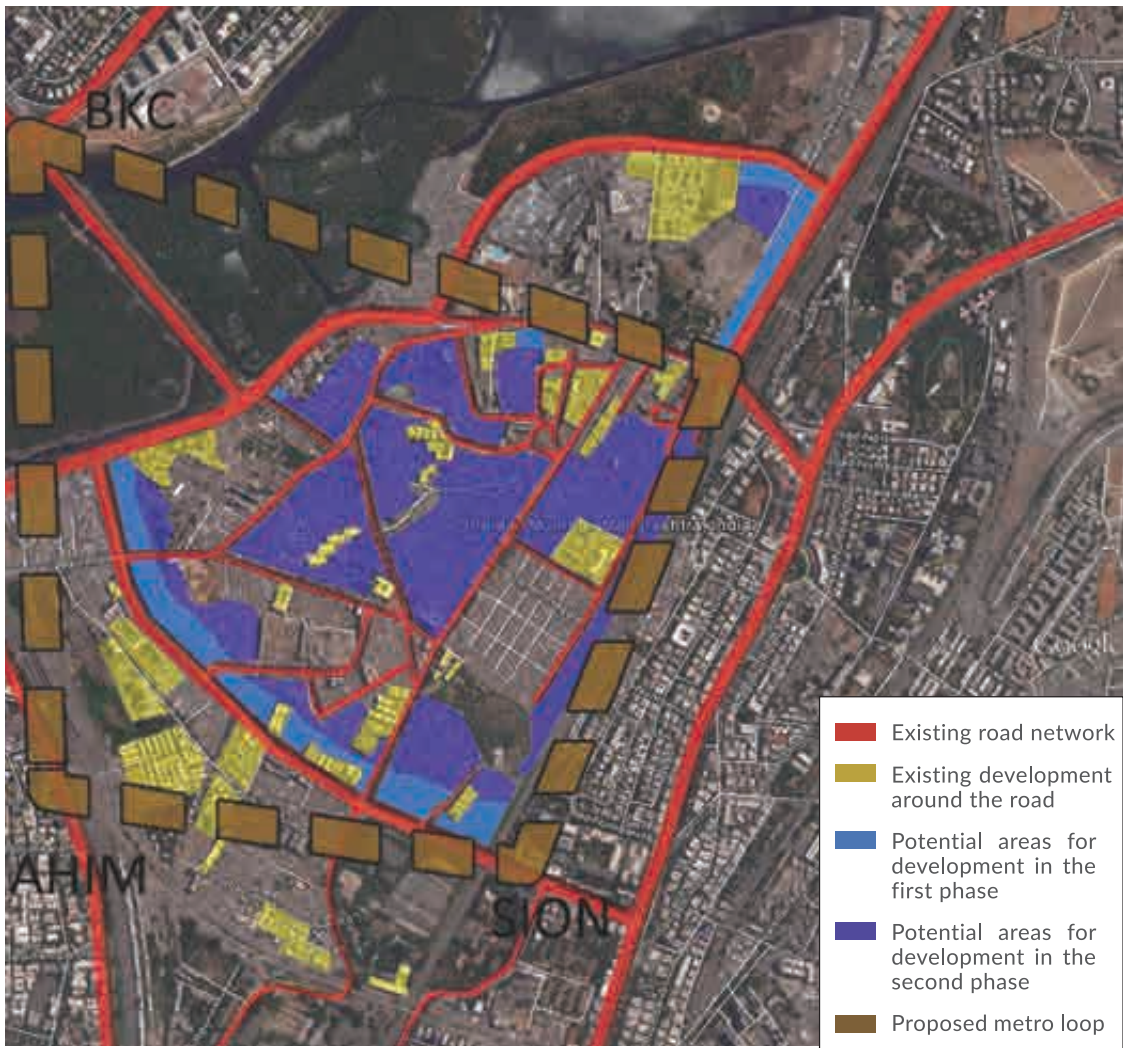 BKC
AHIM
SION
Google
Existing road network
Existing development
around the road
Potential areas for
development in the
first phase
Potential areas for
development in the
second phase
Proposed metro loop